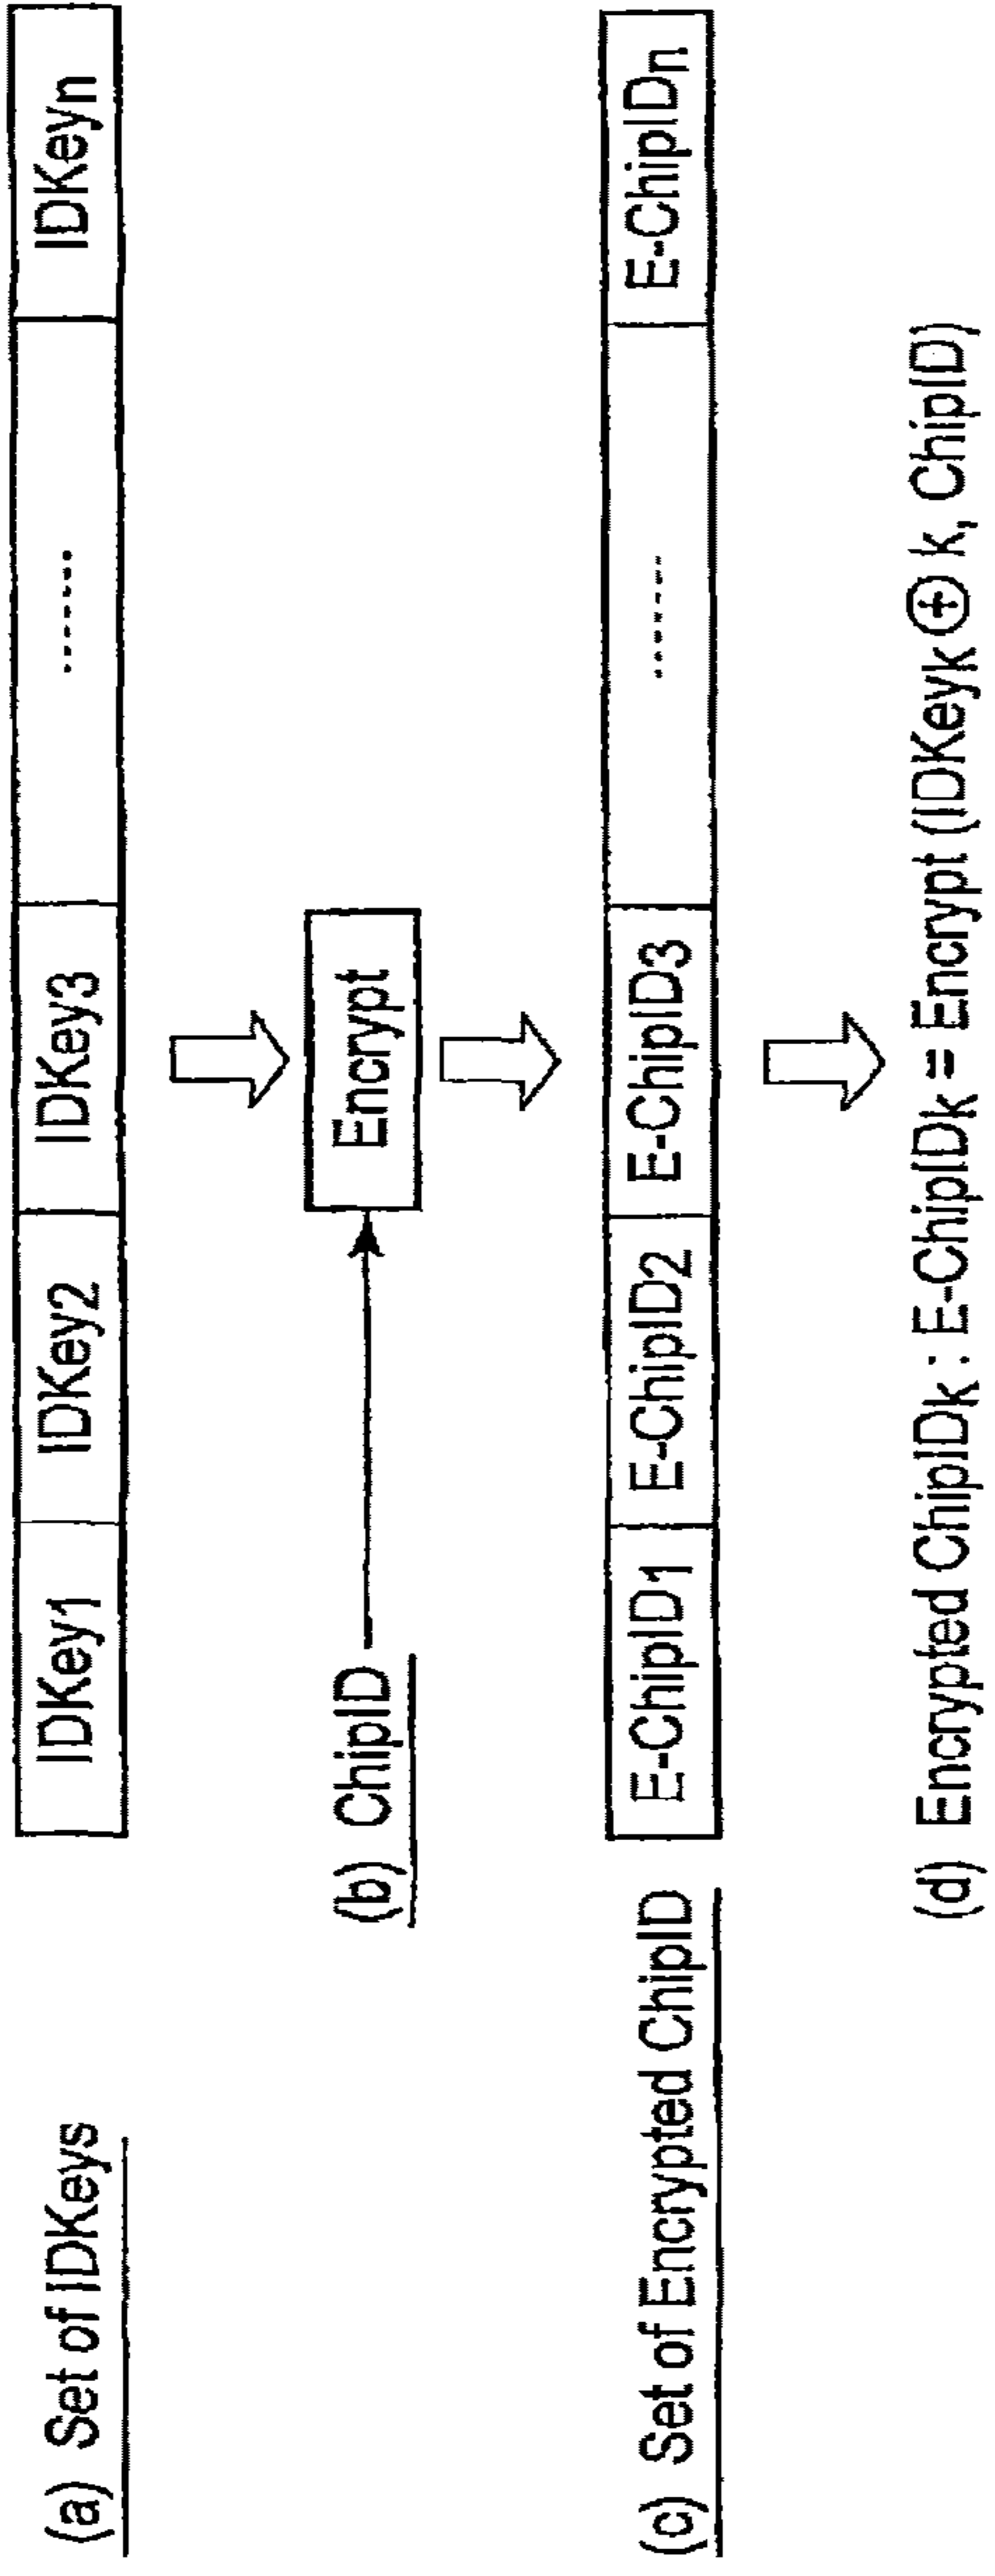 (a) Set of IDKeys
IDKey1 IDKey2 IDKey3 ------ IDKeyn
(b) ChipID Encrypt
(c) Set of Encrypted ChipID
E-ChipID1 E-ChipID2 E-ChipID3 ------- E-ChipIDn
(d) Encrypted ChipIDk : E-ChipIDk = Encrypt (IDKeyk ⊕ k, ChipID)